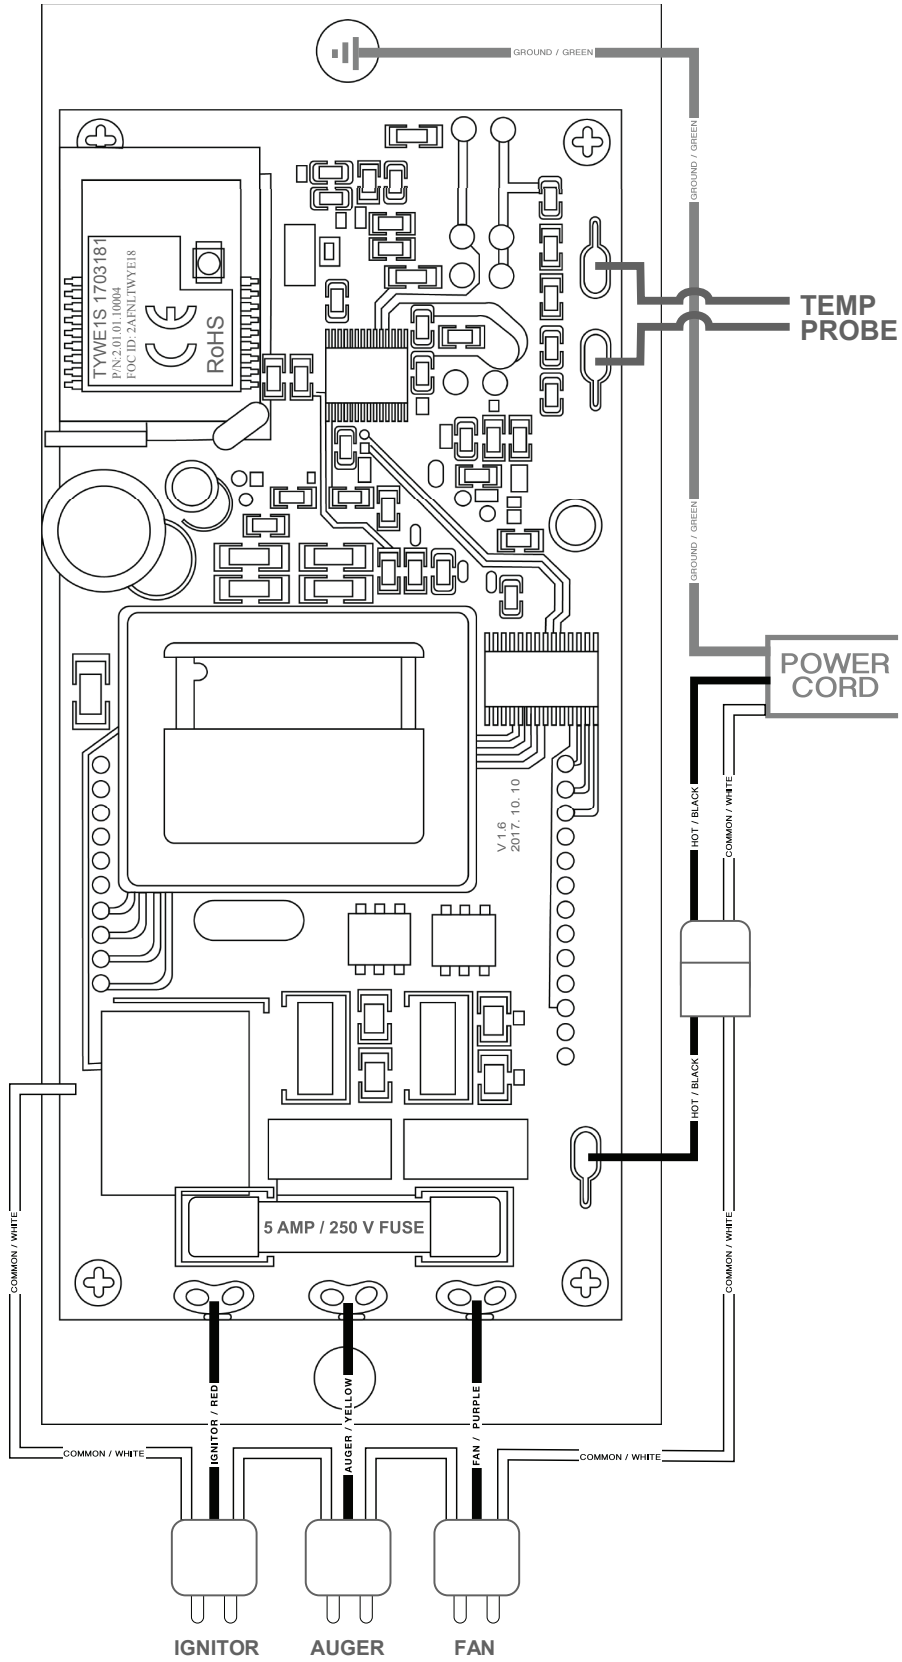 GROUND / GREEN
GROUND / GREEN
TYWE1S 1703181
P/N:2.01.01.10004
FOC ID: 2AFNLTWYE18
CE
RoHS
TEMP
PROBE
GROUND / GREEN
POWER
CORD
V 1.6
2017. 10. 10
HOT / BLACK
COMMON / WHITE
HOT / BLACK
COMMON / WHITE
COMMON / WHITE
5 AMP / 250 V FUSE
IGNITOR / RED
AUGER / YELLOW
FAN / PURPLE
COMMON / WHITE
COMMON / WHITE
IGNITOR
AUGER
FAN